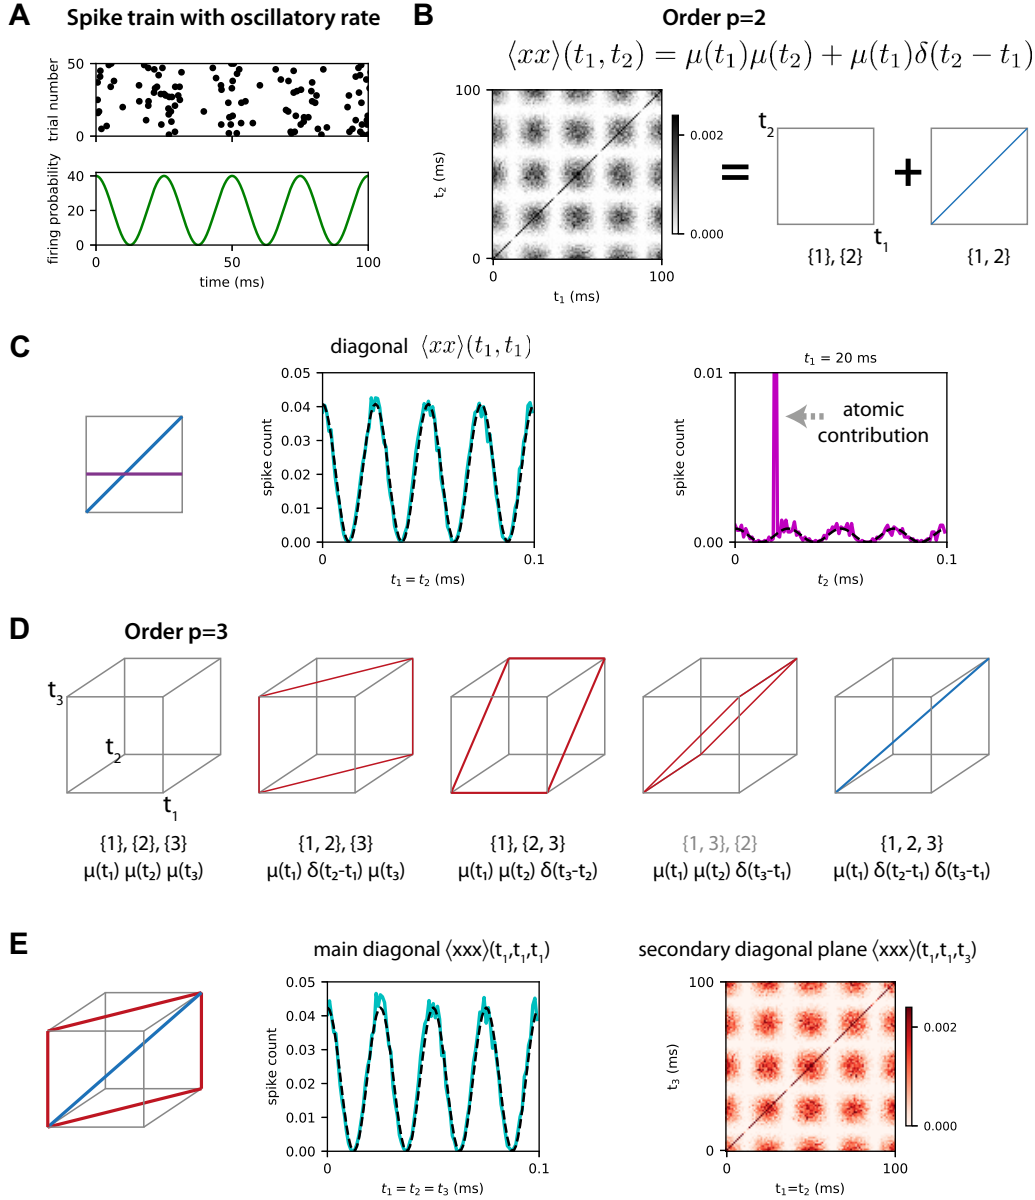 A
Spike train with oscillatory rate
trial number
50
0
firing probability
40
20
0
0
50
100
time (ms)
B
Order p=2
⟨xx⟩(t₁, t₂) = μ(t₁)μ(t₂) + μ(t₁)δ(t₂ − t₁)
100
t₂ (ms)
0
0
100
t₁ (ms)
0.002
0.000
=
t₂
t₁
{1}, {2}
+
{1, 2}
C
diagonal ⟨xx⟩(t₁, t₁)
spike count
0.05
0.04
0.03
0.02
0.01
0.00
0
0.1
t₁ = t₂ (ms)
t₁ = 20 ms
spike count
0.01
0.00
atomic
contribution
0
0.1
t₂ (ms)
D
Order p=3
t₃
t₂
t₁
{1}, {2}, {3}
μ(t₁) μ(t₂) μ(t₃)
{1, 2}, {3}
μ(t₁) δ(t₂-t₁) μ(t₃)
{1}, {2, 3}
μ(t₁) μ(t₂) δ(t₃-t₂)
{1, 3}, {2}
μ(t₁) μ(t₂) δ(t₃-t₁)
{1, 2, 3}
μ(t₁) δ(t₂-t₁) δ(t₃-t₁)
E
main diagonal ⟨xxx⟩(t₁,t₁,t₁)
spike count
0.05
0.04
0.03
0.02
0.01
0.00
0
0.1
t₁ = t₂ = t₃ (ms)
secondary diagonal plane ⟨xxx⟩(t₁,t₁,t₃)
100
t₃ (ms)
0
0
100
t₁=t₂ (ms)
0.002
0.000